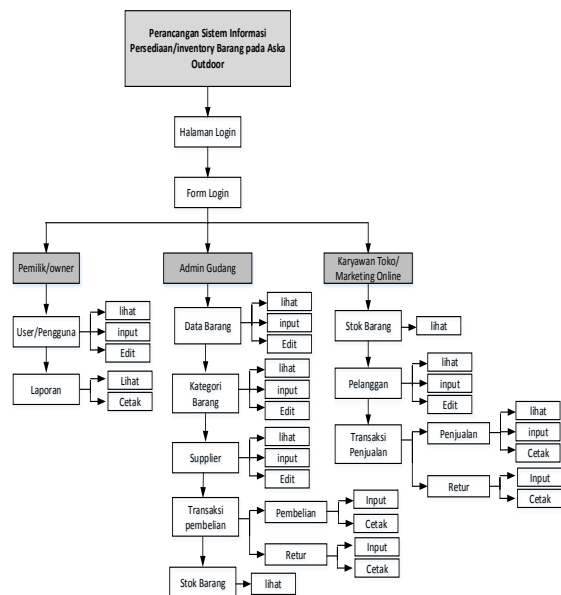 Perancangan Sistem Informasi
Persediaan/inventory Barang pada Aska
Outdoor
Halaman Login
Form Login
Pemilik/owner
User/Pengguna
lihat
input
Edit
Laporan
Lihat
Cetak
Admin Gudang
Data Barang
lihat
input
Edit
Kategori
Barang
lihat
input
Edit
Supplier
lihat
input
Edit
Transaksi
pembelian
Pembelian
Input
Cetak
Retur
Input
Cetak
Stok Barang
lihat
Karyawan Toko/
Marketing Online
Stok Barang
lihat
Pelanggan
lihat
input
Edit
Transaksi
Penjualan
Penjualan
lihat
input
Cetak
Retur
Input
Cetak